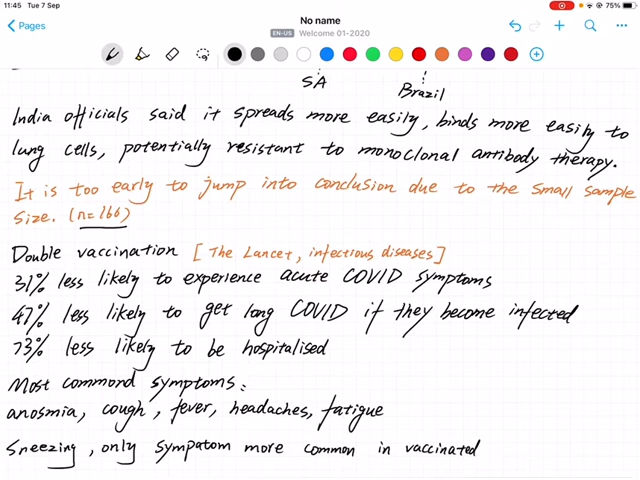 11:45 Tue 7 Sep
75%
Pages
No name
EN-US Welcome 01-2020
SA
Brazil
India officials said it spreads more easily, binds more easily to
lung cells, potentially resistant to monoclonal antibody therapy.
It is too early to jump into conclusion due to the small sample
size. (n=166)
Double vaccination [The Lancet, infectious diseases]
31% less likely to experience acute COVID symptoms
47% less likely to get long COVID if they become infected
73% less likely to be hospitalised
Most commond symptoms:
anosmia, cough, fever, headaches, fatigue
Sneezing, only sympatom more common in vaccinated